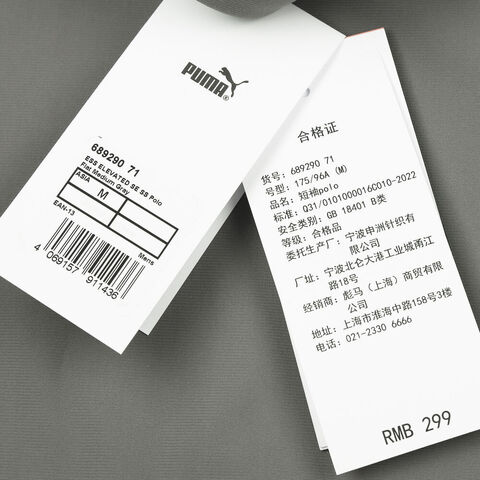 PUMA
689290 71
ESS ELEVATED SE SS Polo
Flat Medium Gray
ASIA
M
EAN-13
Mens
4 069157 911436
合格证
货号: 689290 71
号型: 175/96A (M)
品名: 短袖polo
标准: Q31/0101000016C010-2022
安全类别: GB 18401 B类
等级: 合格品
委托生产厂: 宁波申洲针织有
限公司
厂址: 宁波北仑大港工业城甬江
路18号
经销商: 彪马（上海）商贸有限
公司
地址: 上海市淮海中路158号3楼
电话: 021-2330 6666
RMB 299